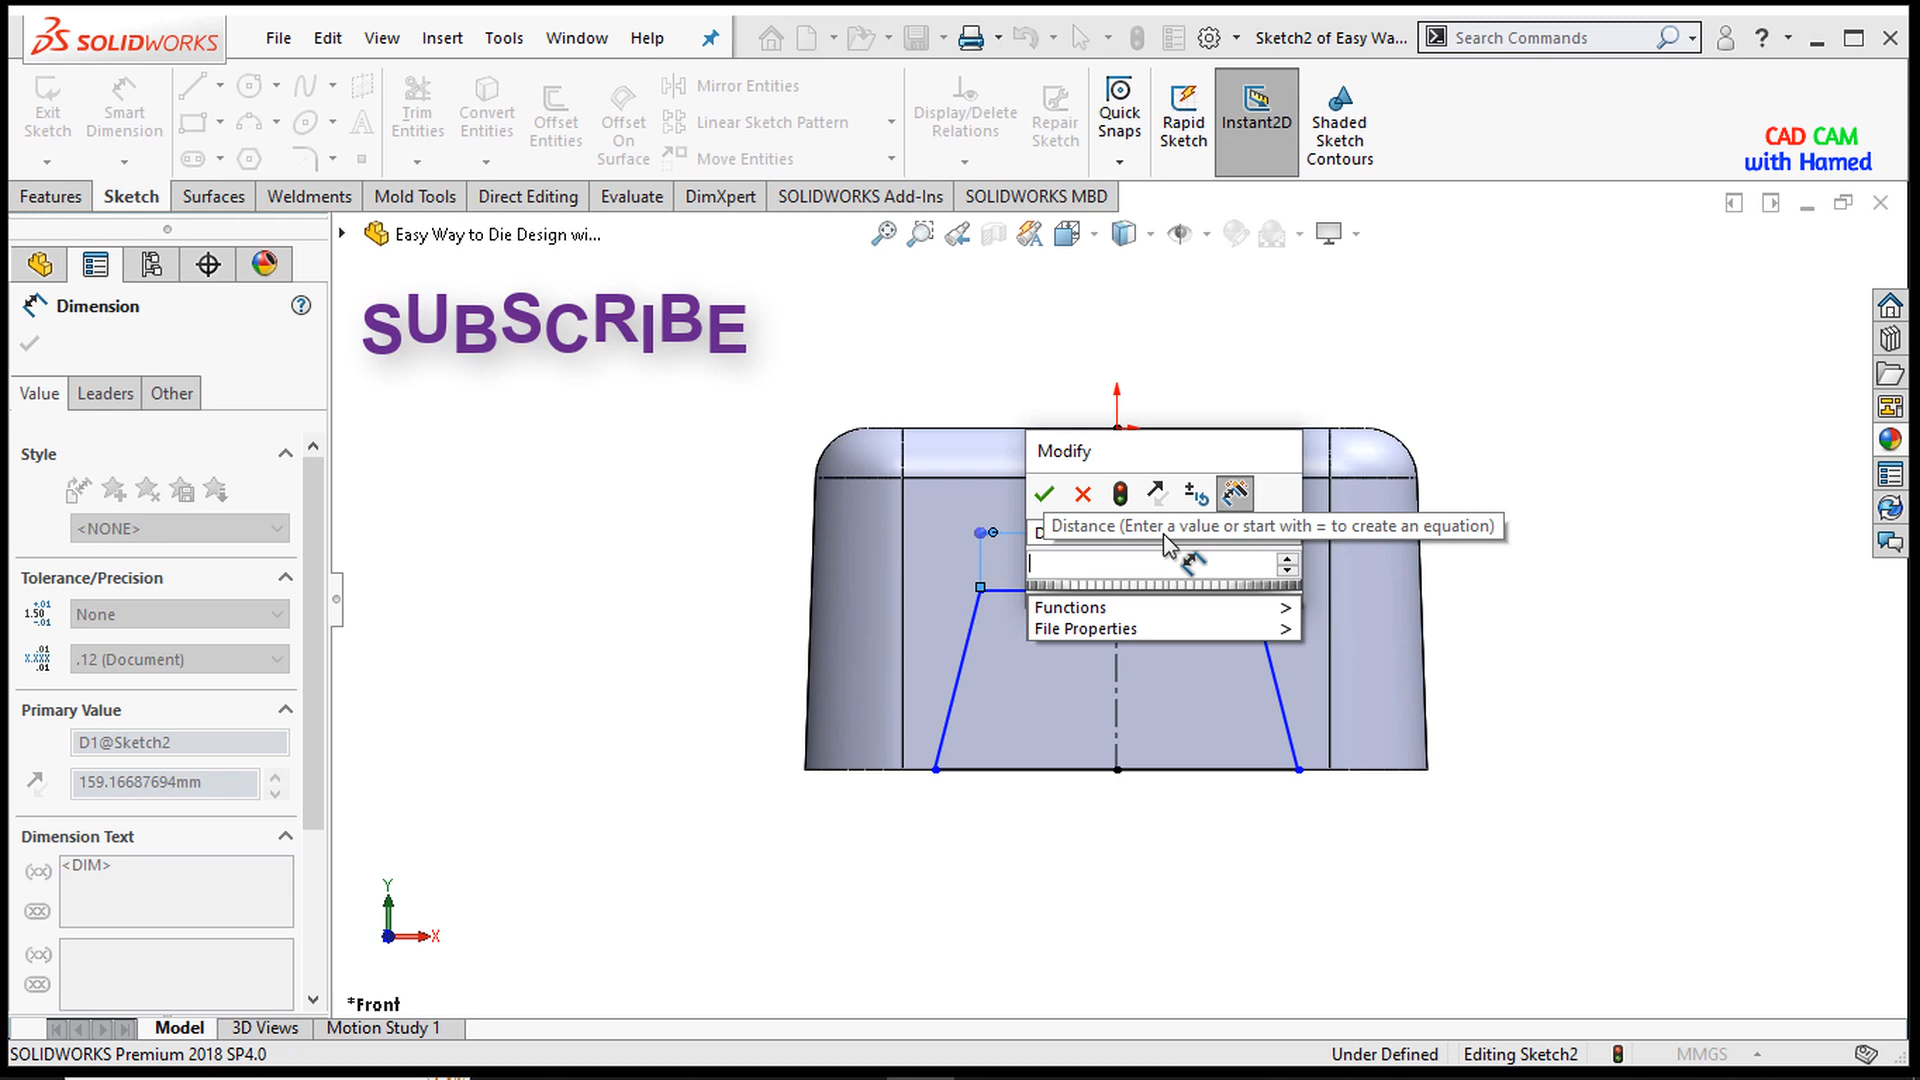 SOLIDWORKS
File Edit View Insert Tools Window Help
Sketch2 of Easy Wa...
Search Commands
Exit Sketch
Smart Dimension
Trim Entities
Convert Entities
Offset Entities
Offset On Surface
Mirror Entities
Linear Sketch Pattern
Move Entities
Display/Delete Relations
Repair Sketch
Quick Snaps
Rapid Sketch
Instant2D
Shaded Sketch Contours
CAD CAM
with Hamed
Features Sketch Surfaces Weldments Mold Tools Direct Editing Evaluate DimXpert SOLIDWORKS Add-Ins SOLIDWORKS MBD
Easy Way to Die Design wi...
Dimension
Value Leaders Other
SUBSCRIBE
Style
<NONE>
Tolerance/Precision
None
.12 (Document)
Primary Value
D1@Sketch2
159.16687694mm
Dimension Text
<DIM>
Modify
Distance (Enter a value or start with = to create an equation)
Functions >
File Properties >
Y
X
*Front
Model 3D Views Motion Study 1
SOLIDWORKS Premium 2018 SP4.0
Under Defined
Editing Sketch2
MMGS